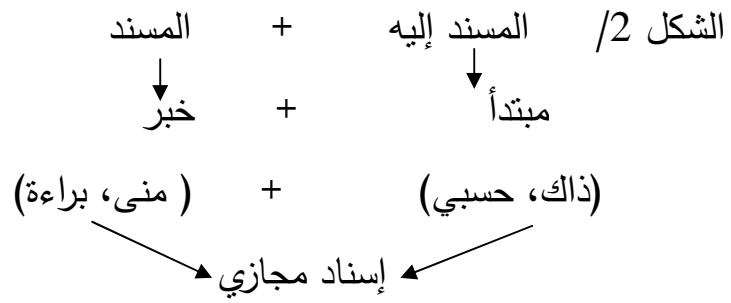 الشكل 2/ المسند إليه + المسند
مبتدأ + خبر
(ذاك، حسبي) + ( منى، براءة)
إسناد مجازي